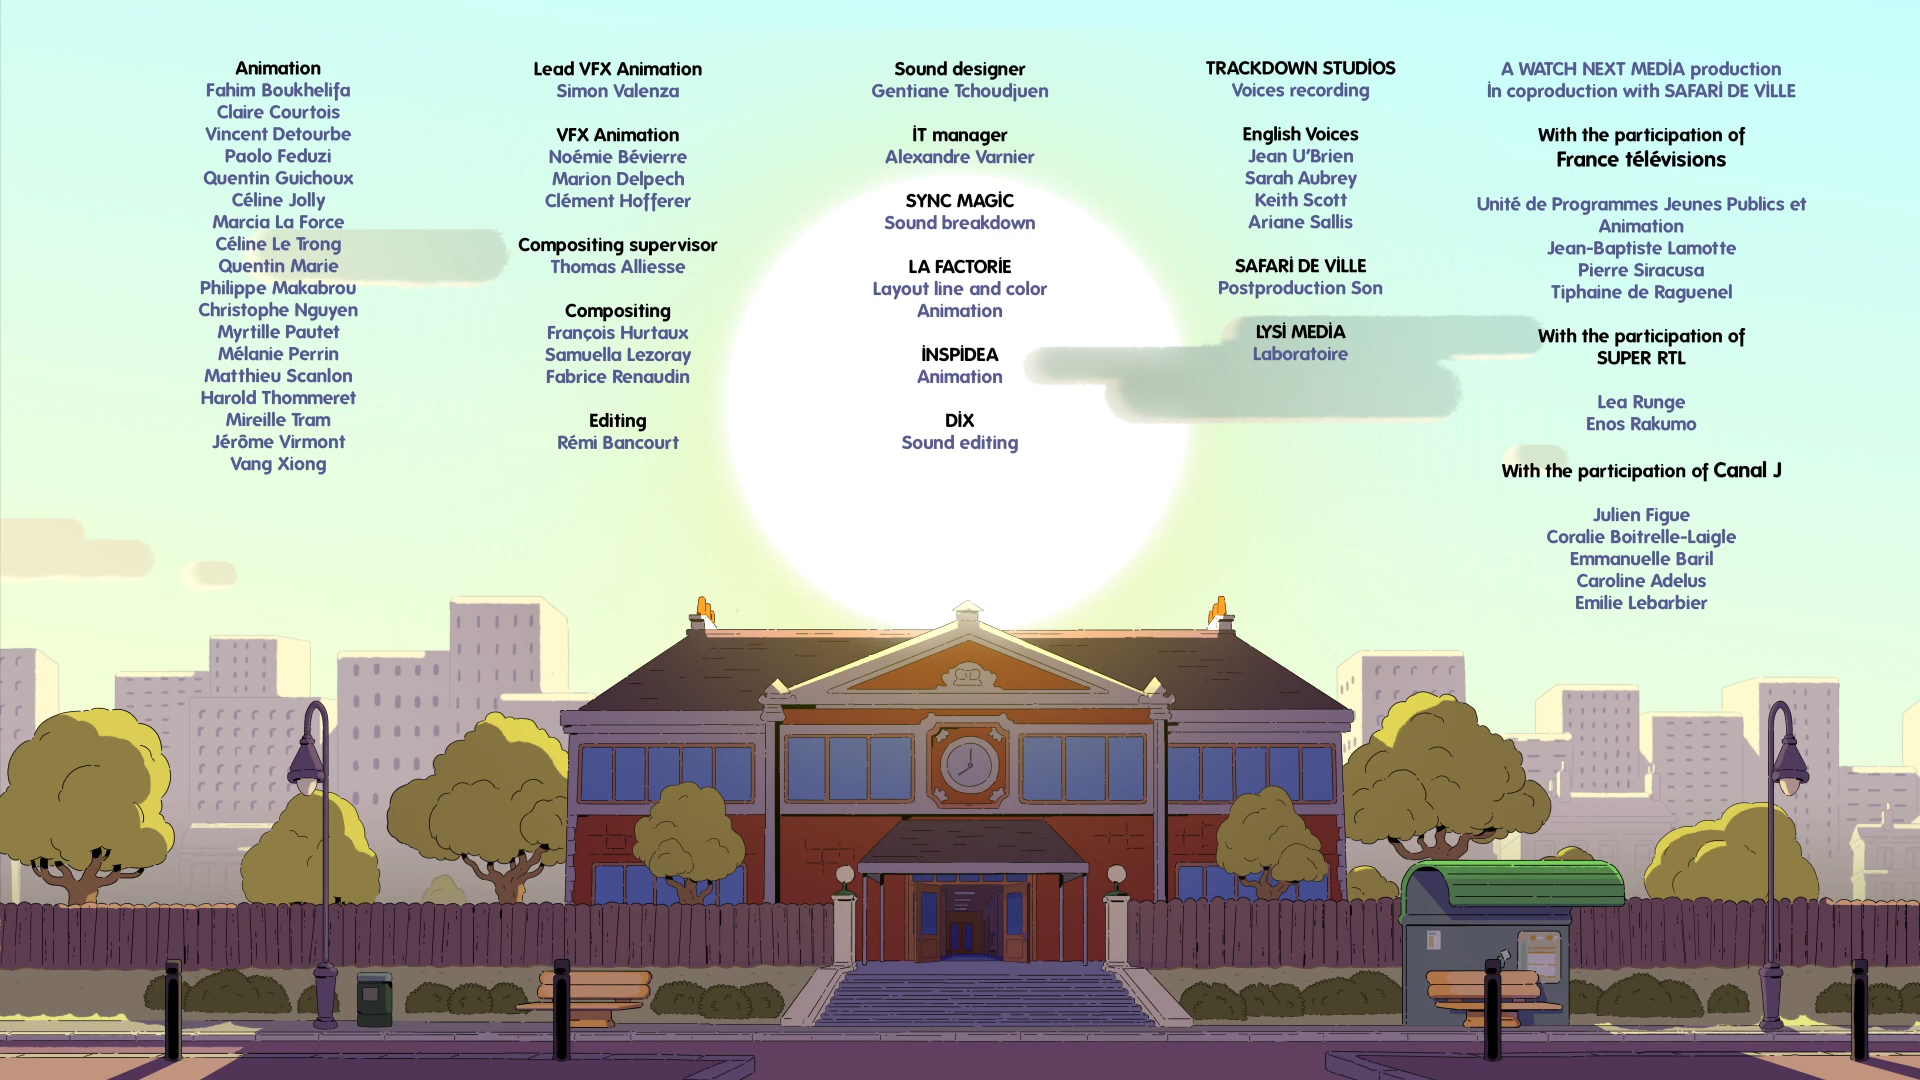 Animation
Fahim Boukhelifa
Claire Courtois
Vincent Detourbe
Paolo Feduzi
Quentin Guichoux
Céline Jolly
Marcia La Force
Céline Le Trong
Quentin Marie
Philippe Makabrou
Christophe Nguyen
Myrtille Pautet
Mélanie Perrin
Matthieu Scanlon
Harold Thommeret
Mireille Tram
Jérôme Virmont
Vang Xiong
Lead VFX Animation
Simon Valenza
VFX Animation
Noémie Bévierre
Marion Delpech
Clément Hofferer
Compositing supervisor
Thomas Alliesse
Compositing
François Hurtaux
Samuella Lezoray
Fabrice Renaudin
Editing
Rémi Bancourt
Sound designer
Gentiane Tchoudjuen
İT manager
Alexandre Varnier
SYNC MAGİC
Sound breakdown
LA FACTORİE
Layout line and color
Animation
İNSPİDEA
Animation
DİX
Sound editing
TRACKDOWN STUDİOS
Voices recording
English Voices
Jean U'Brien
Sarah Aubrey
Keith Scott
Ariane Sallis
SAFARİ DE VİLLE
Postproduction Son
LYSİ MEDİA
Laboratoire
A WATCH NEXT MEDİA production
İn coproduction with SAFARİ DE VİLLE
With the participation of
France télévisions
Unité de Programmes Jeunes Publics et
Animation
Jean-Baptiste Lamotte
Pierre Siracusa
Tiphaine de Raguenel
With the participation of
SUPER RTL
Lea Runge
Enos Rakumo
With the participation of Canal J
Julien Figue
Coralie Boitrelle-Laigle
Emmanuelle Baril
Caroline Adelus
Emilie Lebarbier